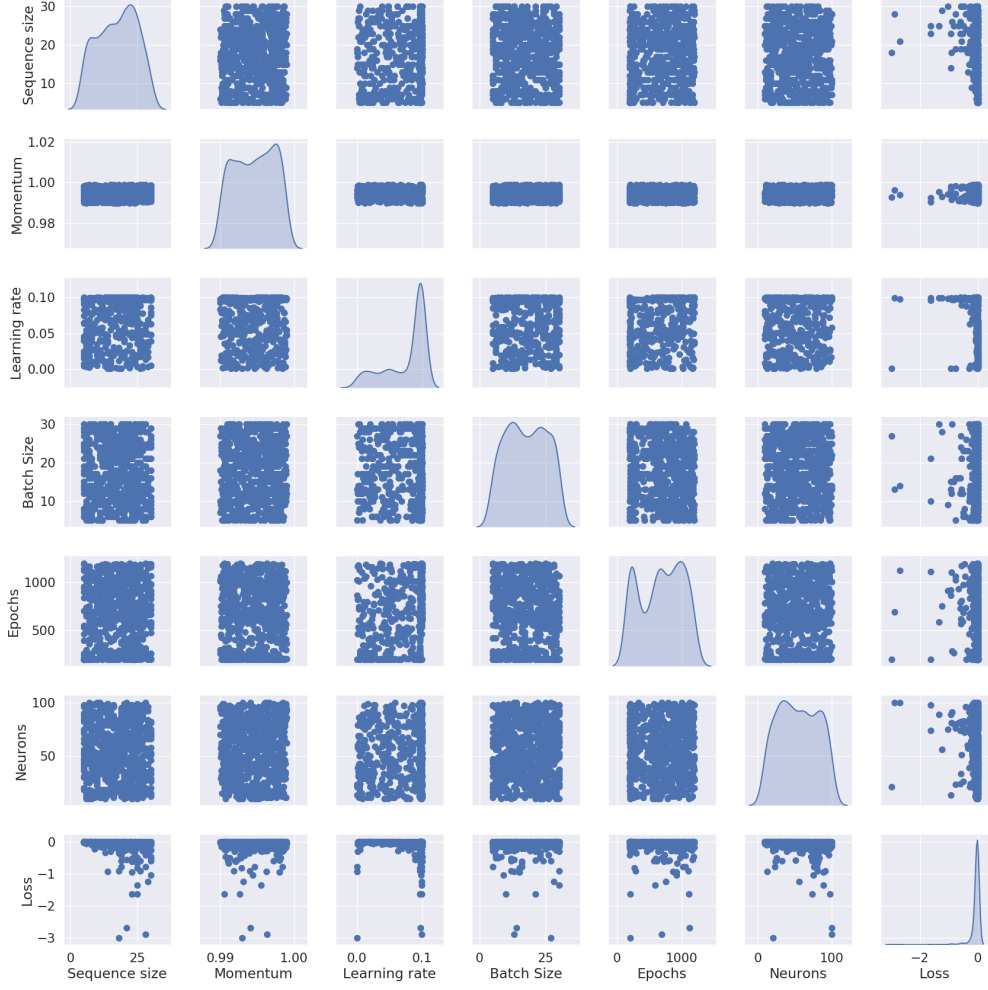 Sequence size
30
20
10
Momentum
1.02
1.00
0.98
Learning rate
0.10
0.05
0.00
Batch Size
30
20
10
Epochs
1000
500
Neurons
100
50
Loss
0
−1
−2
−3
0 25 0.99 1.00 0.0 0.1 0 25 0 1000 0 100 −2 0
Sequence size Momentum Learning rate Batch Size Epochs Neurons Loss